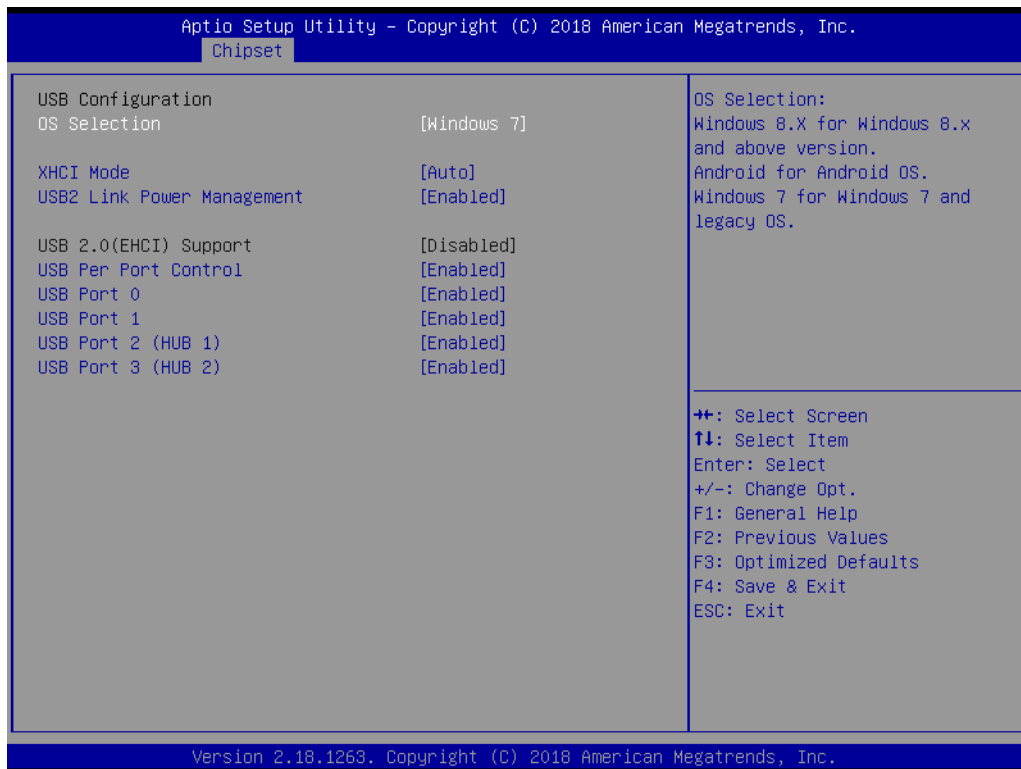 Aptio Setup Utility – Copyright (C) 2018 American Megatrends, Inc.
Chipset
USB Configuration
OS Selection [Windows 7]
XHCI Mode [Auto]
USB2 Link Power Management [Enabled]
USB 2.0(EHCI) Support [Disabled]
USB Per Port Control [Enabled]
USB Port 0 [Enabled]
USB Port 1 [Enabled]
USB Port 2 (HUB 1) [Enabled]
USB Port 3 (HUB 2) [Enabled]
OS Selection:
Windows 8.X for Windows 8.x
and above version.
Android for Android OS.
Windows 7 for Windows 7 and
legacy OS.
→←: Select Screen
↑↓: Select Item
Enter: Select
+/-: Change Opt.
F1: General Help
F2: Previous Values
F3: Optimized Defaults
F4: Save & Exit
ESC: Exit
Version 2.18.1263. Copyright (C) 2018 American Megatrends, Inc.